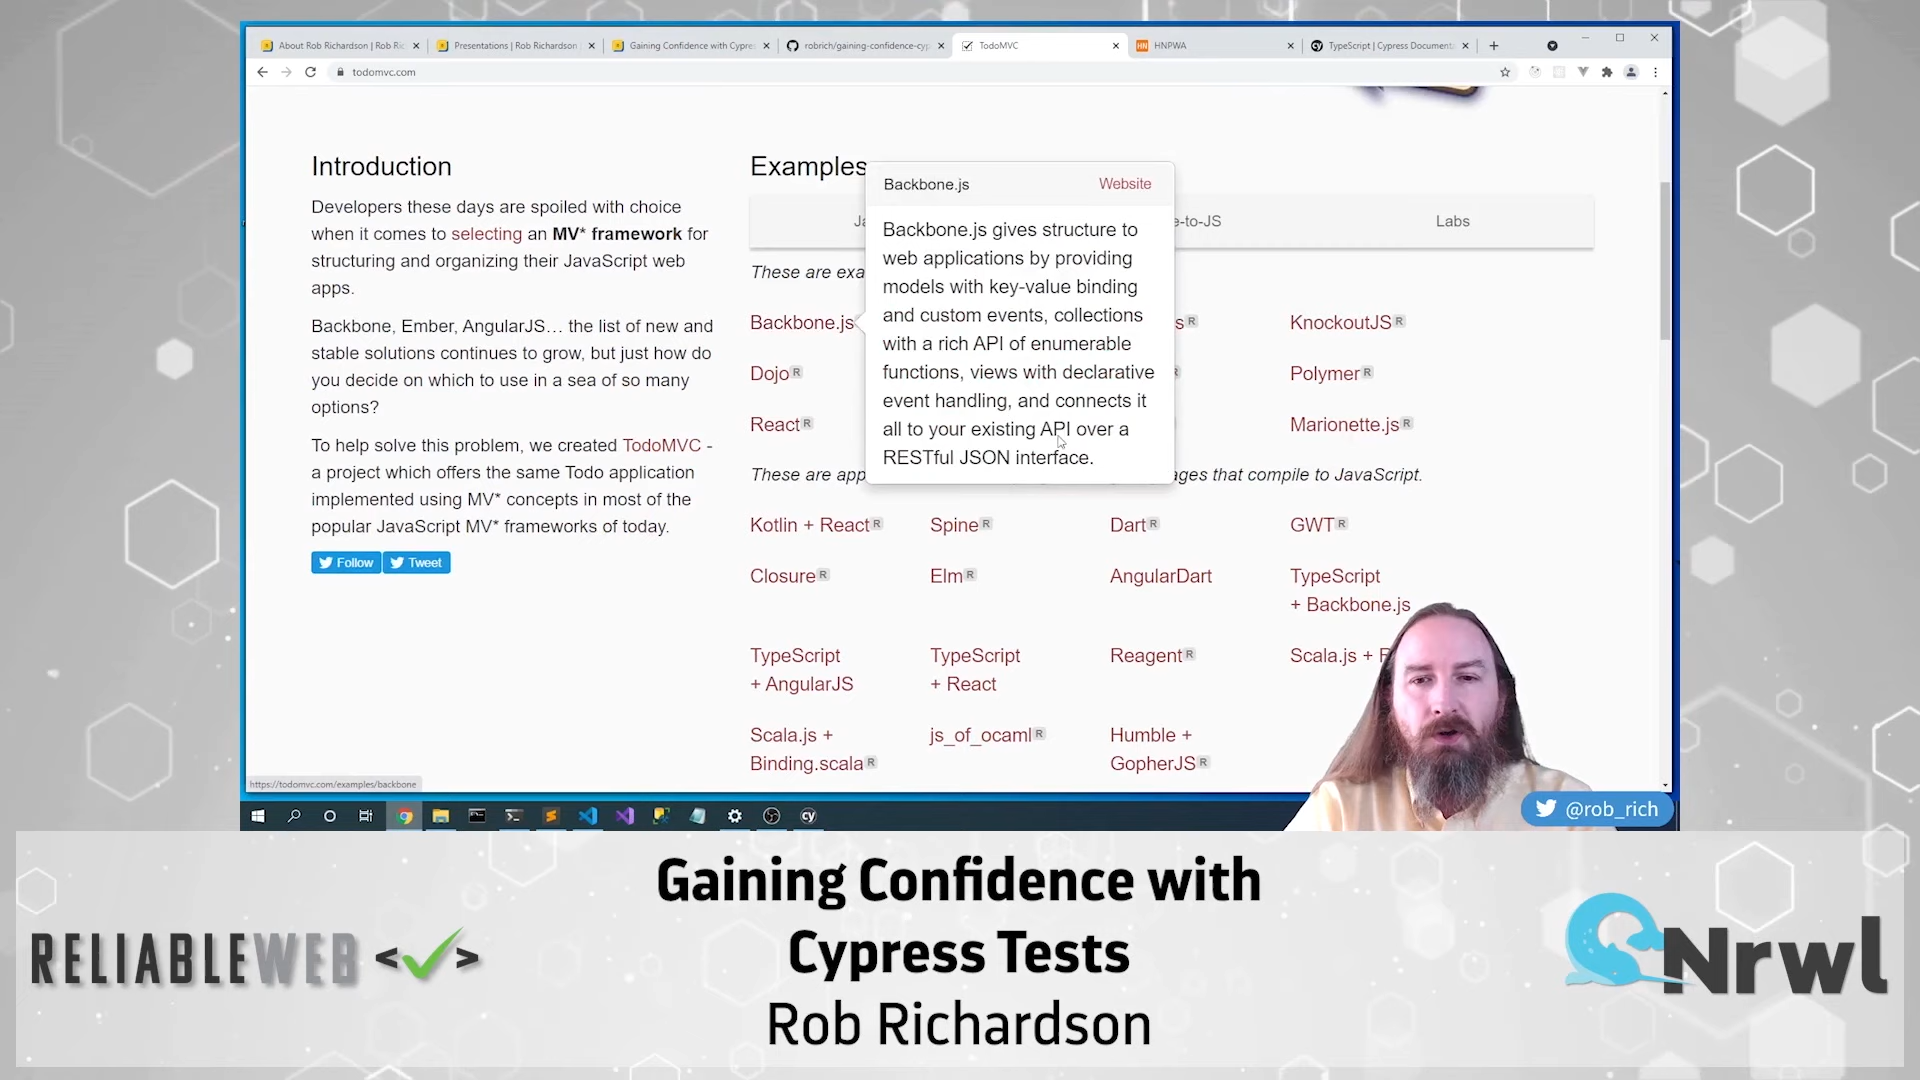 About Rob Richardson | Rob Ric
Presentations | Rob Richardson
Gaining Confidence with Cypre
robrich/gaining-confidence-cyp
TodoMVC
HN HNPWA
cy TypeScript | Cypress Document
todomvc.com
Introduction
Developers these days are spoiled with choice
when it comes to selecting an MV* framework for
structuring and organizing their JavaScript web
apps.
Backbone, Ember, AngularJS… the list of new and
stable solutions continues to grow, but just how do
you decide on which to use in a sea of so many
options?
To help solve this problem, we created TodoMVC -
a project which offers the same Todo application
implemented using MV* concepts in most of the
popular JavaScript MV* frameworks of today.
Follow Tweet
Examples
Ja e-to-JS Labs
These are exa
Backbone.js Website
Backbone.js gives structure to
web applications by providing
models with key-value binding
and custom events, collections
with a rich API of enumerable
functions, views with declarative
event handling, and connects it
all to your existing API over a
RESTful JSON interface.
Backbone.js s R KnockoutJS R
Dojo R R Polymer R
React R Marionette.js R
These are app ages that compile to JavaScript.
Kotlin + React R Spine R Dart R GWT R
Closure R Elm R AngularDart TypeScript
+ Backbone.js
TypeScript
+ AngularJS
TypeScript
+ React
Reagent R
Scala.js +
Scala.js +
Binding.scala R
js_of_ocaml R
Humble +
GopherJS R
https://todomvc.com/examples/backbone
cy
@rob_rich
Gaining Confidence with
Cypress Tests
Rob Richardson
RELIABLEWEB
Nrwl